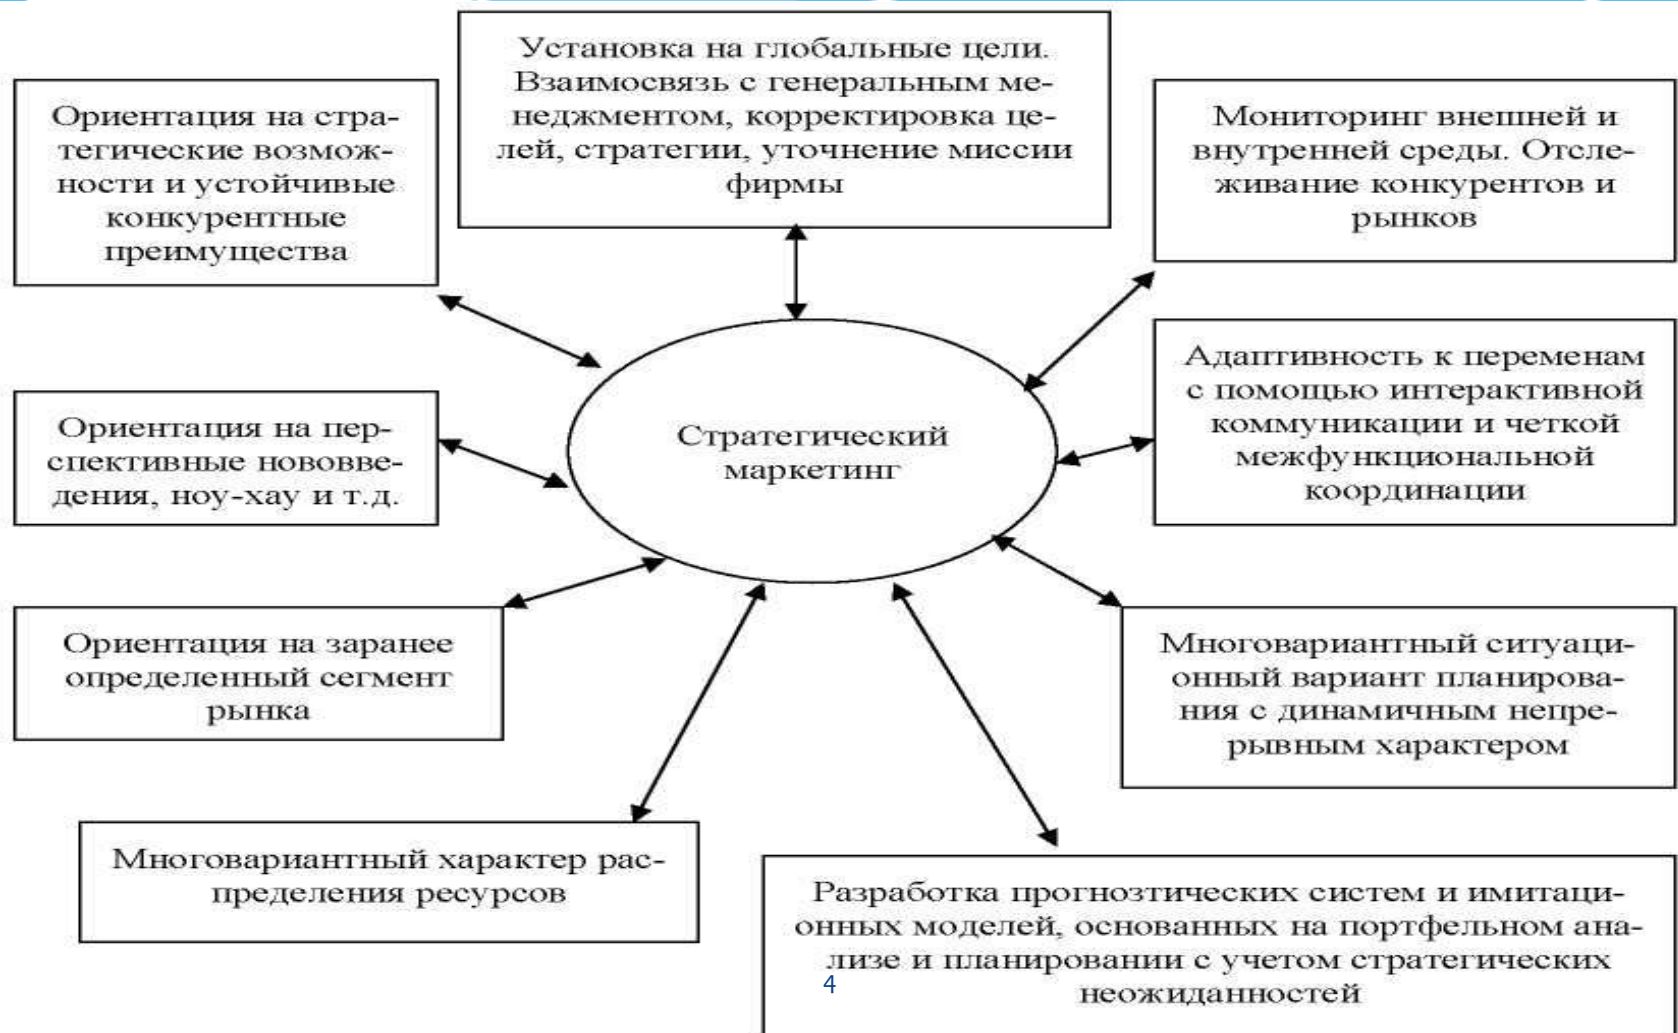 Установка на глобальные цели.
Взаимосвязь с генеральным ме-
неджментом, корректировка це-
лей, стратегии, уточнение миссии
фирмы
Ориентация на стра-
тегические возмож-
ности и устойчивые
конкурентные
преимущества
Мониторинг внешней и
внутренней среды. Отсле-
живание конкурентов и
рынков
Адаптивность к переменам
с помощью интерактивной
коммуникации и четкой
межфункциональной
координации
Ориентация на пер-
спективные нововве-
дения, ноу-хау и т.д.
Стратегический
маркетинг
Ориентация на заранее
определенный сегмент
рынка
Многовариантный ситуаци-
онный вариант планирова-
ния с динамичным непре-
рывным характером
Многовариантный характер рас-
пределения ресурсов
Разработка прогнозтических систем и имитаци-
онных моделей, основанных на портфельном ана-
лизе и планировании с учетом стратегических
неожиданностей
4